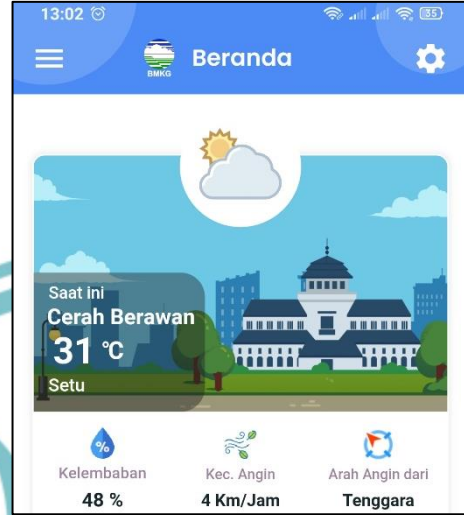 13:02 35
BMKG Beranda
Saat ini
Cerah Berawan
31 °C
Setu
%
Kelembaban Kec. Angin Arah Angin dari
48 % 4 Km/Jam Tenggara